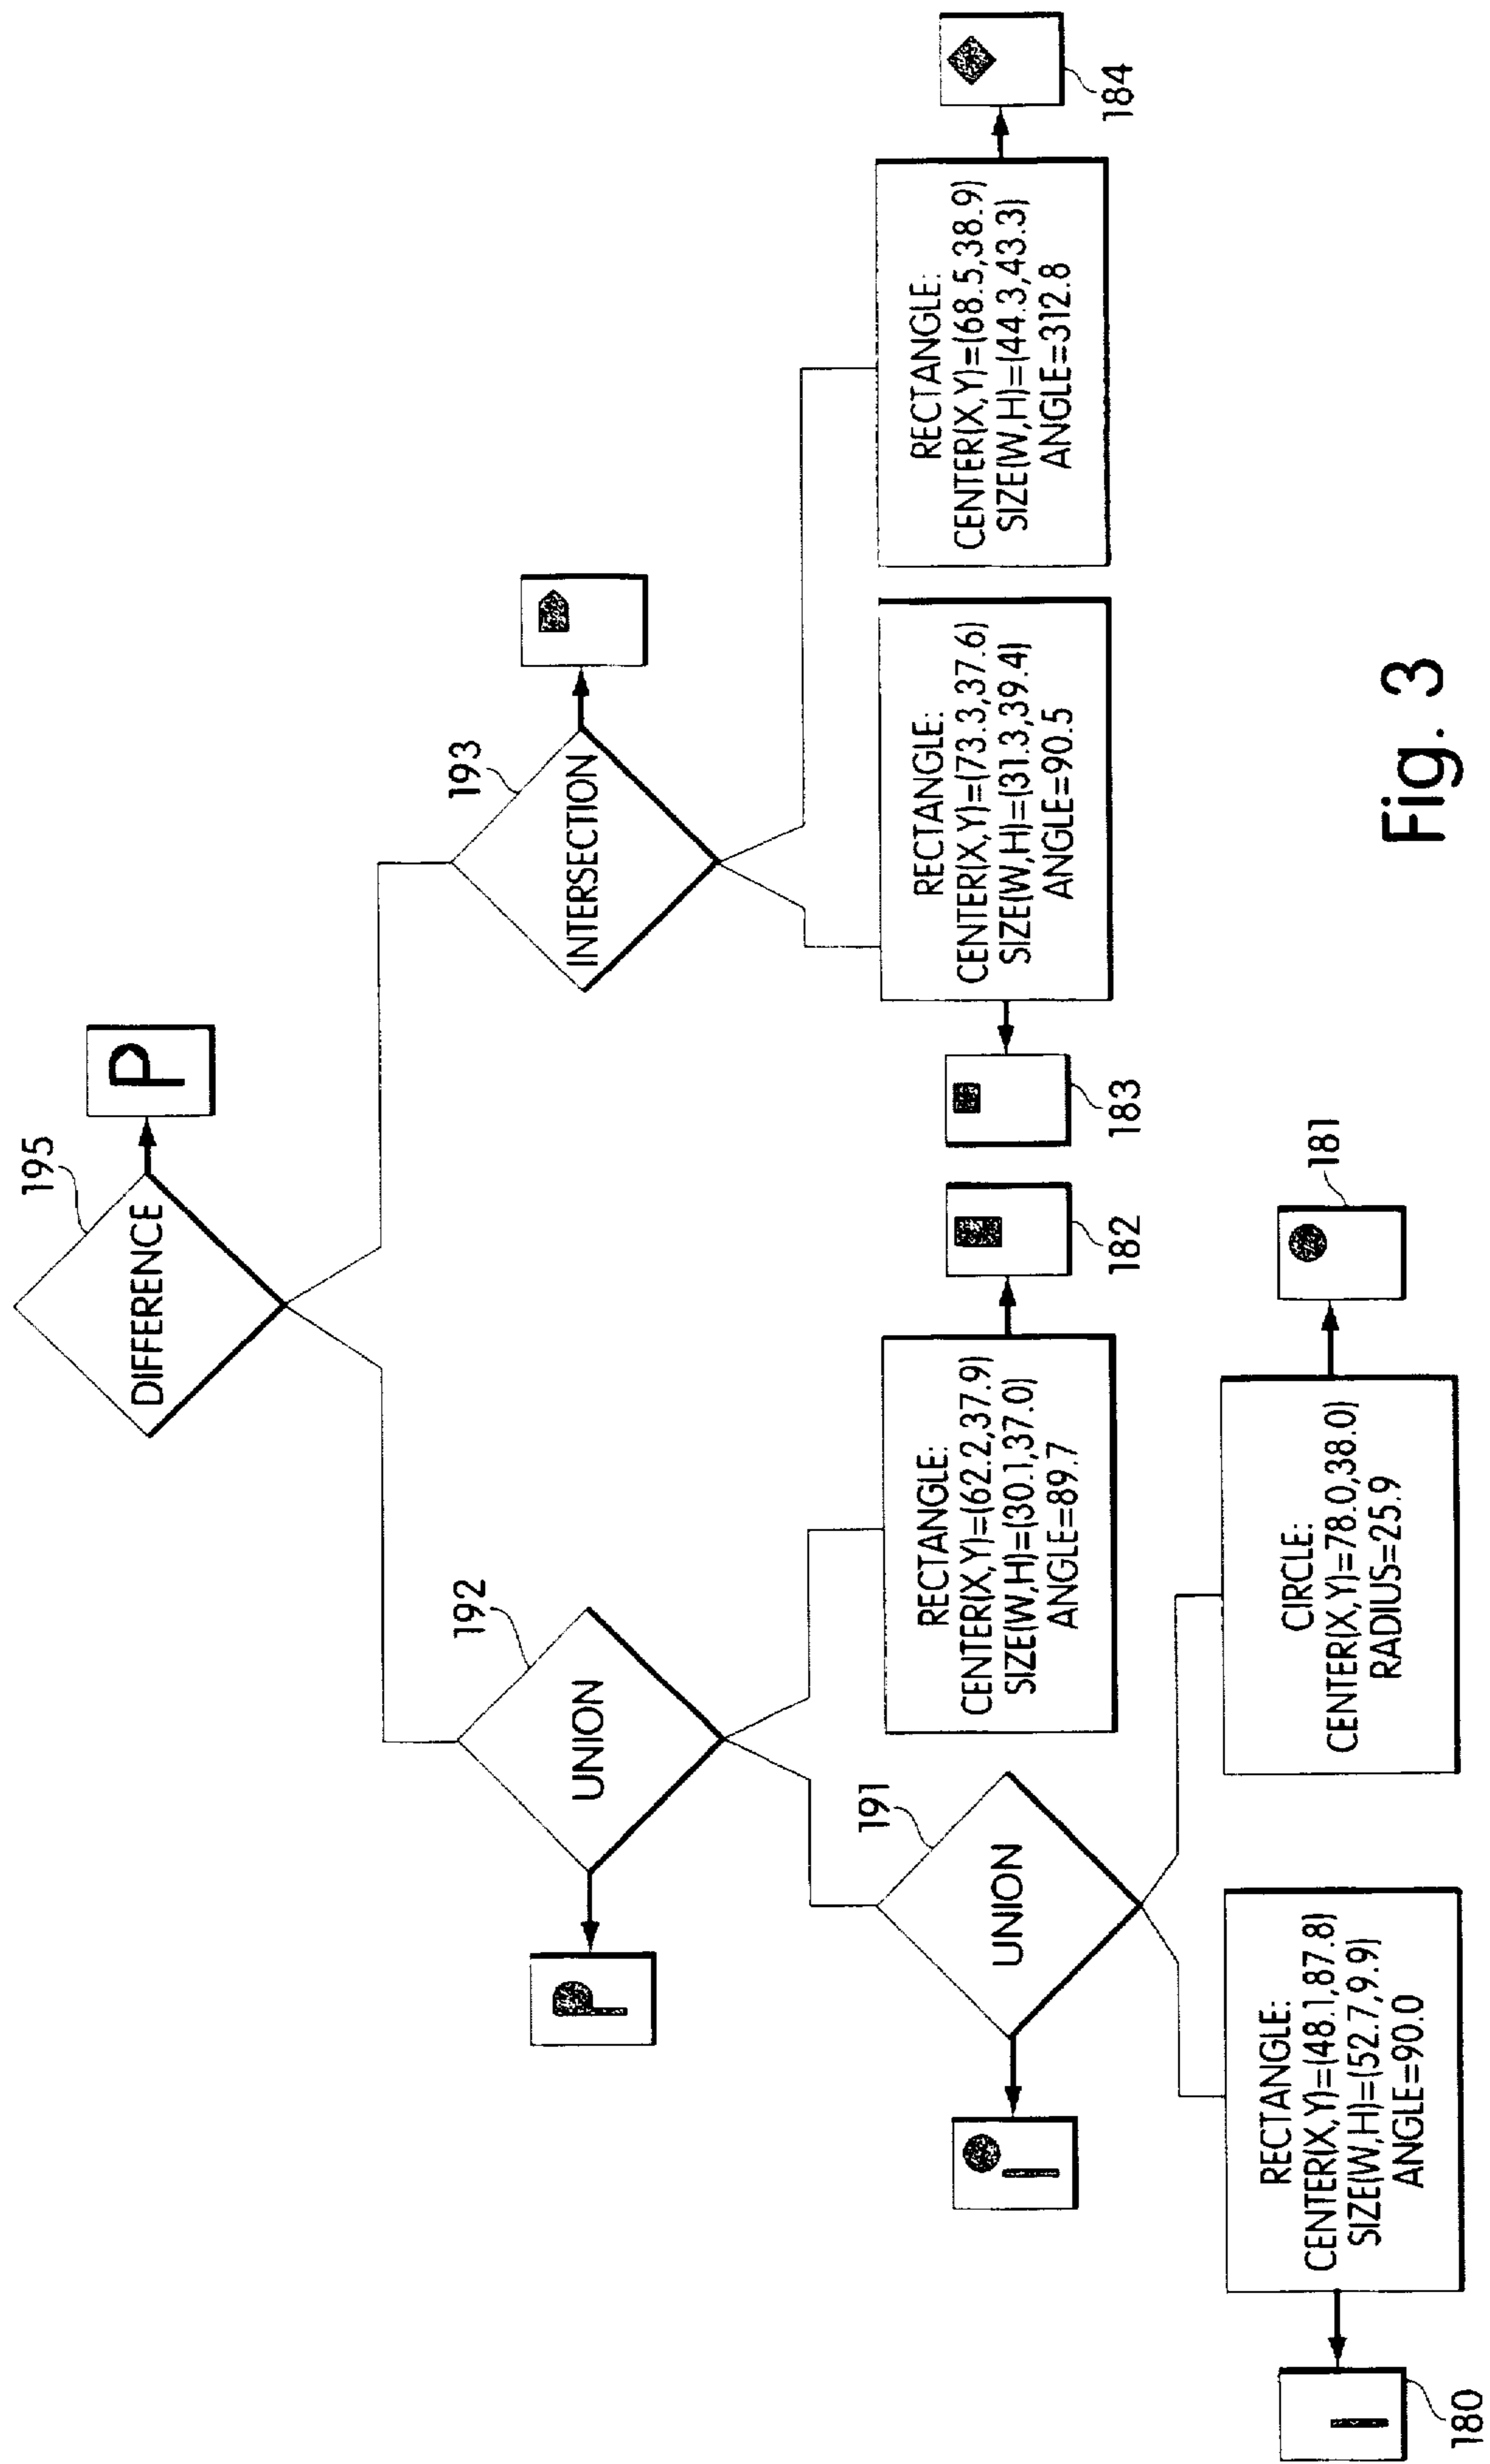 195
DIFFERENCE
P
192
UNION
193
INTERSECTION
191
UNION
RECTANGLE:
CENTER(X,Y)=(62.2,37.9)
SIZE(W,H)=(30.1,37.0)
ANGLE=89.7
182
183
RECTANGLE:
CENTER(X,Y)=(73.3,37.6)
SIZE(W,H)=(31.3,39.4)
ANGLE=90.5
RECTANGLE:
CENTER(X,Y)=(68.5,38.9)
SIZE(W,H)=(44.3,43.3)
ANGLE=312.8
184
180
RECTANGLE:
CENTER(X,Y)=(48.1,87.8)
SIZE(W,H)=(52.7,9.9)
ANGLE=90.0
CIRCLE:
CENTER(X,Y)=78.0,38.0)
RADIUS=25.9
181
Fig. 3